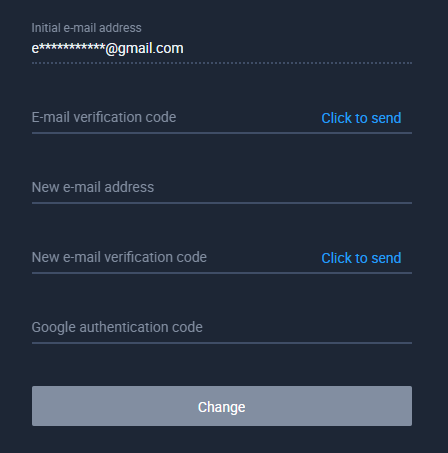 Initial e-mail address
e***********@gmail.com
E-mail verification code Click to send
New e-mail address
New e-mail verification code Click to send
Google authentication code
Change